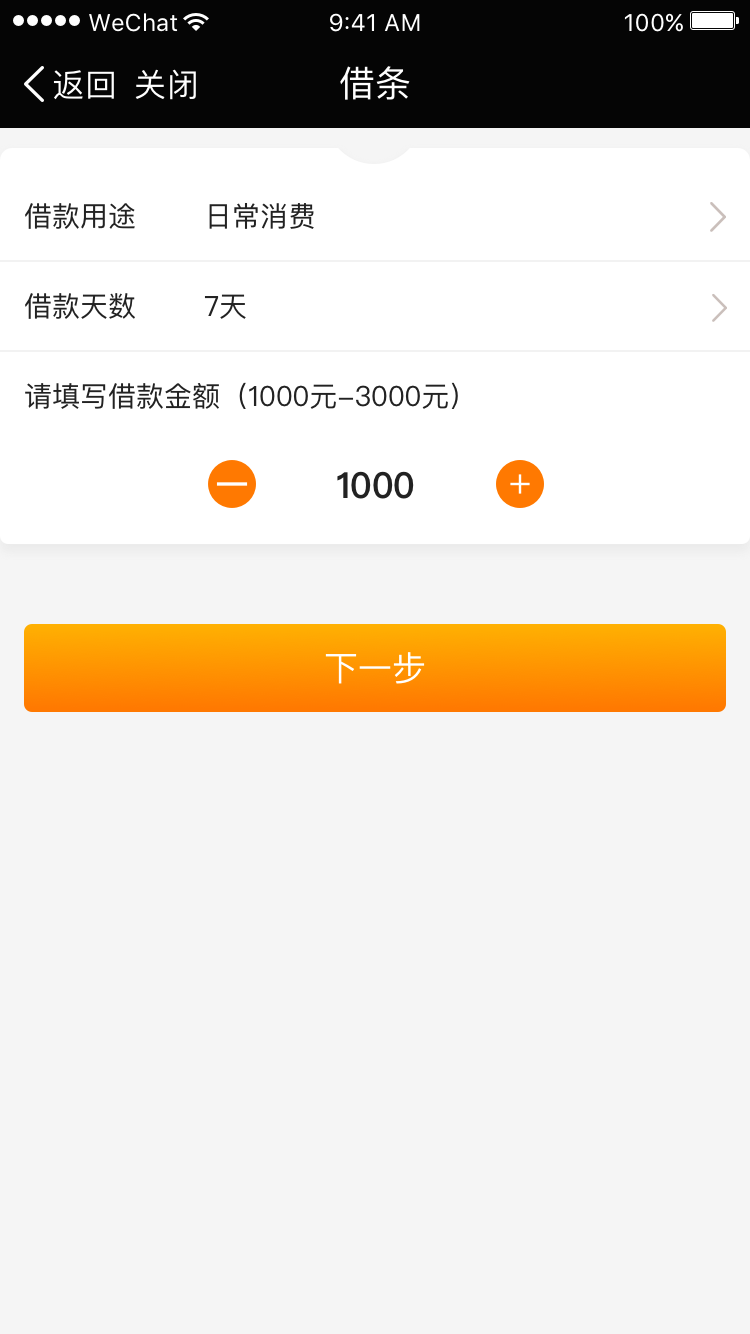 WeChat 9:41 AM 100%
返回 关闭 借条
借款用途 日常消费
借款天数 7天
请填写借款金额（1000元–3000元）
1000
下一步